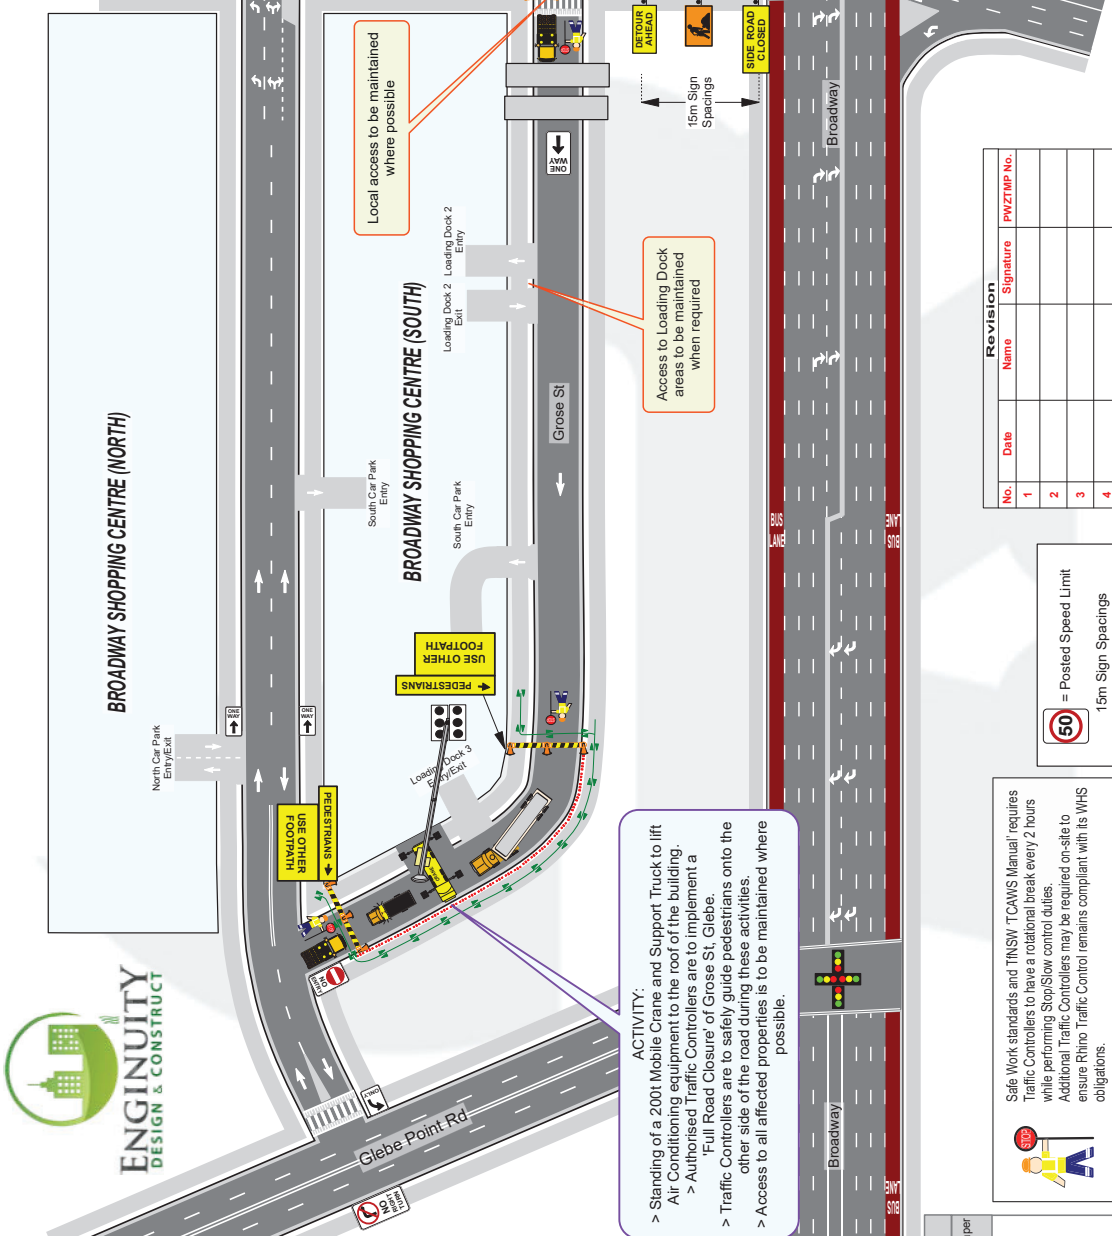 ENGINUITY
DESIGN & CONSTRUCT
BROADWAY SHOPPING CENTRE (NORTH)
North Car Park
Entry/Exit
ONE
WAY
ONE
WAY
South Car Park
Entry
BROADWAY SHOPPING CENTRE (SOUTH)
Local access to be maintained
where possible
Loading Dock 2
Exit
Loading Dock 2
Entry
South Car Park
Entry
Loading Dock 3
Entry/Exit
USE OTHER
FOOTPATH
PEDESTRIANS
PEDESTRIANS
USE OTHER
FOOTPATH
NO
ENTRY
CRANE
Grose St
ONE
WAY
Access to Loading Dock
areas to be maintained
when required
DETOUR
AHEAD
SIDE ROAD
CLOSED
15m Sign
Spacings
ONLY
Glebe Point Rd
NO
RIGHT
TURN
ACTIVITY:
> Standing of a 200t Mobile Crane and Support Truck to lift
Air Conditioning equipment to the roof of the building.
> Authorised Traffic Controllers are to implement a
'Full Road Closure' of Grose St, Glebe.
> Traffic Controllers are to safely guide pedestrians onto the
other side of the road during these activities.
> Access to all affected properties is to be maintained where
possible.
Broadway
Broadway
BUS
LANE
BUS
LANE
BUS
LANE
STOP
Safe Work standards and TfNSW 'TCAWS Manual' requires
Traffic Controllers to have a rotational break every 2 hours
while performing Stop/Slow control duties.
Additional Traffic Controllers may be required on-site to
ensure Rhino Traffic Control remains compliant with its WHS
obligations.
50 = Posted Speed Limit
15m Sign Spacings
Revision
No. Date Name Signature PWZTMP No.
1
2
3
4